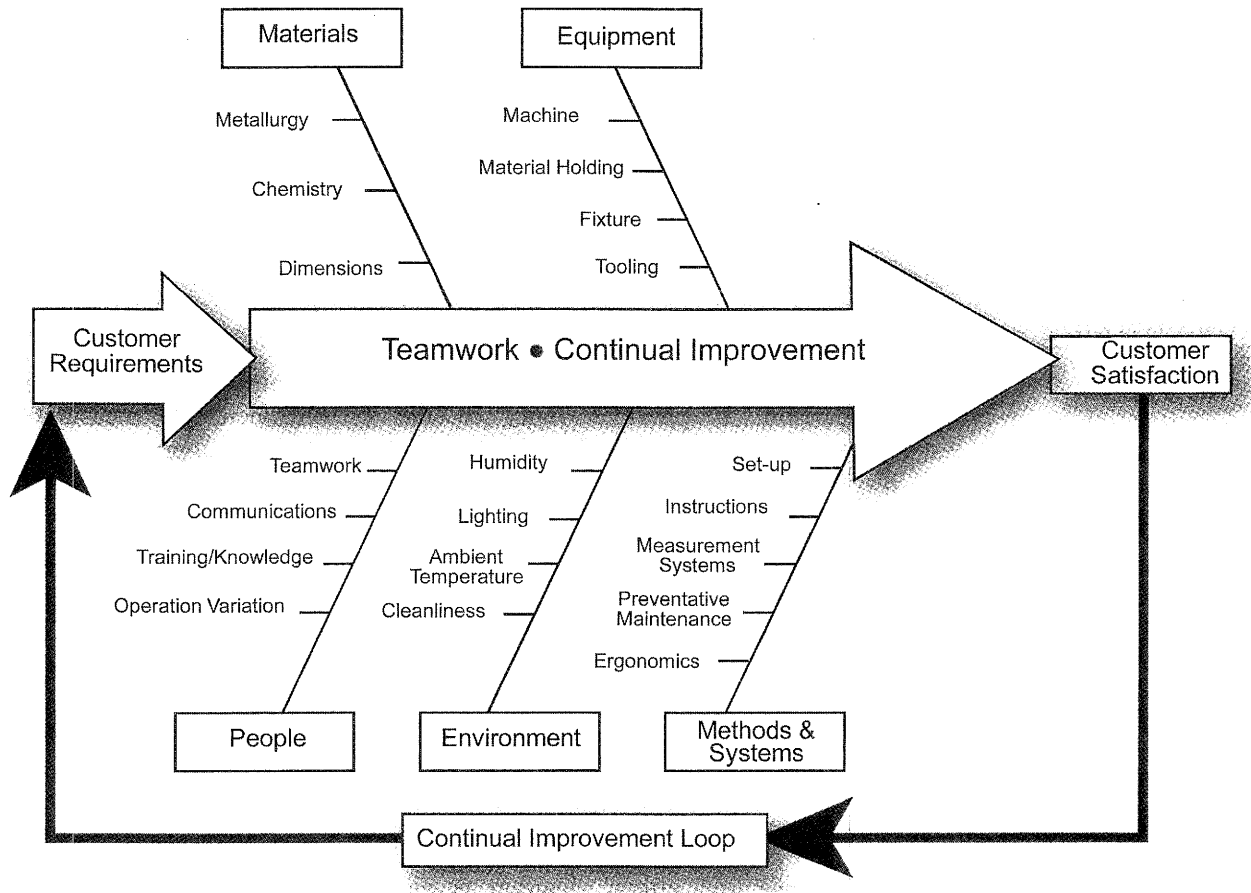 Materials
Equipment
Metallurgy
Chemistry
Dimensions
Machine
Material Holding
Fixture
Tooling
Customer
Requirements
Teamwork • Continual Improvement
Customer
Satisfaction
Teamwork
Communications
Training/Knowledge
Operation Variation
People
Humidity
Lighting
Ambient
Temperature
Cleanliness
Environment
Set-up
Instructions
Measurement
Systems
Preventative
Maintenance
Ergonomics
Methods &
Systems
Continual Improvement Loop